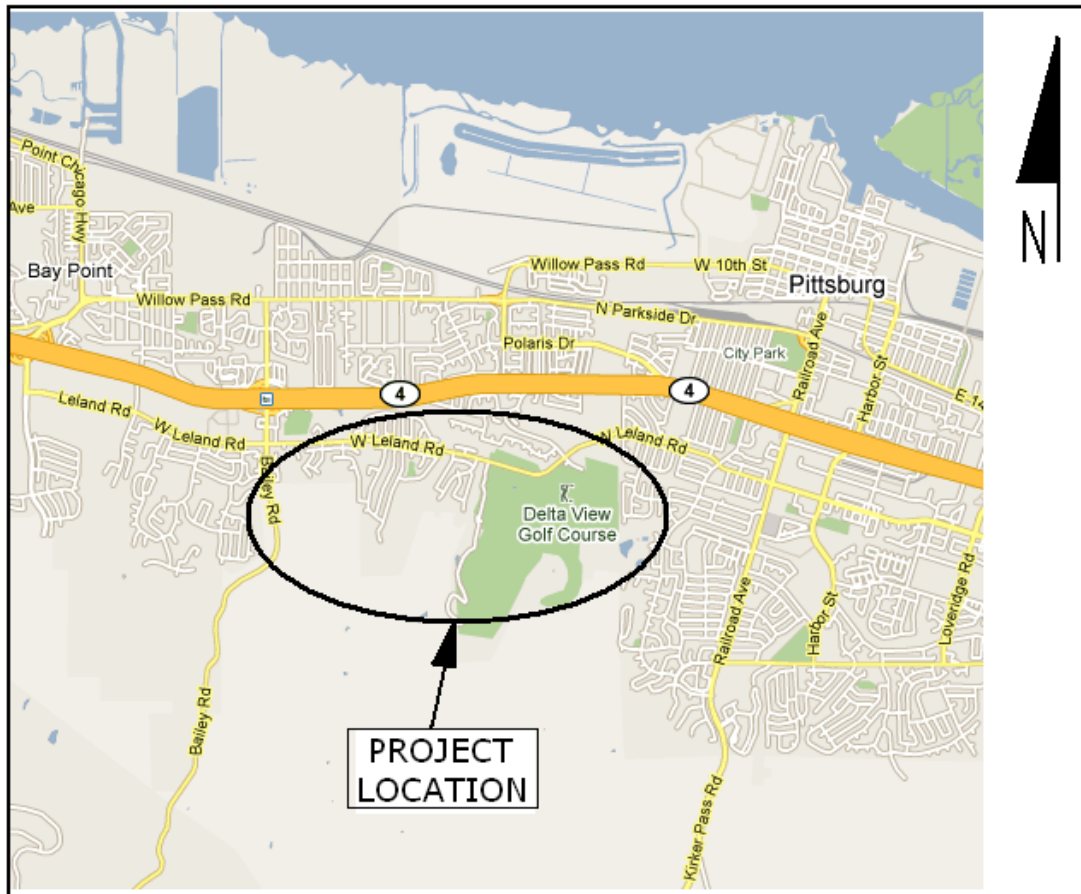 N
Point Chicago Hwy
Ave
Bay Point
Willow Pass Rd
W 10th St
Pittsburg
Willow Pass Rd
N Parkside Dr
Polaris Dr
City Park
Railroad Ave
Harbor St
E 14
4
4
Leland Rd
W Leland Rd
W Leland Rd
N Leland Rd
Bailey Rd
Delta View
Golf Course
Railroad Ave
Harbor St
Loveridge Rd
Bailey Rd
Kirker Pass Rd
PROJECT
LOCATION